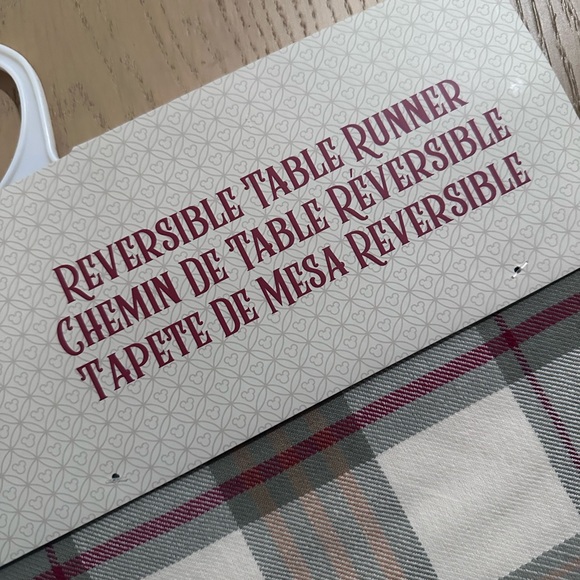 Reversible Table Runner
Chemin De Table Réversible
Tapete De Mesa Reversible